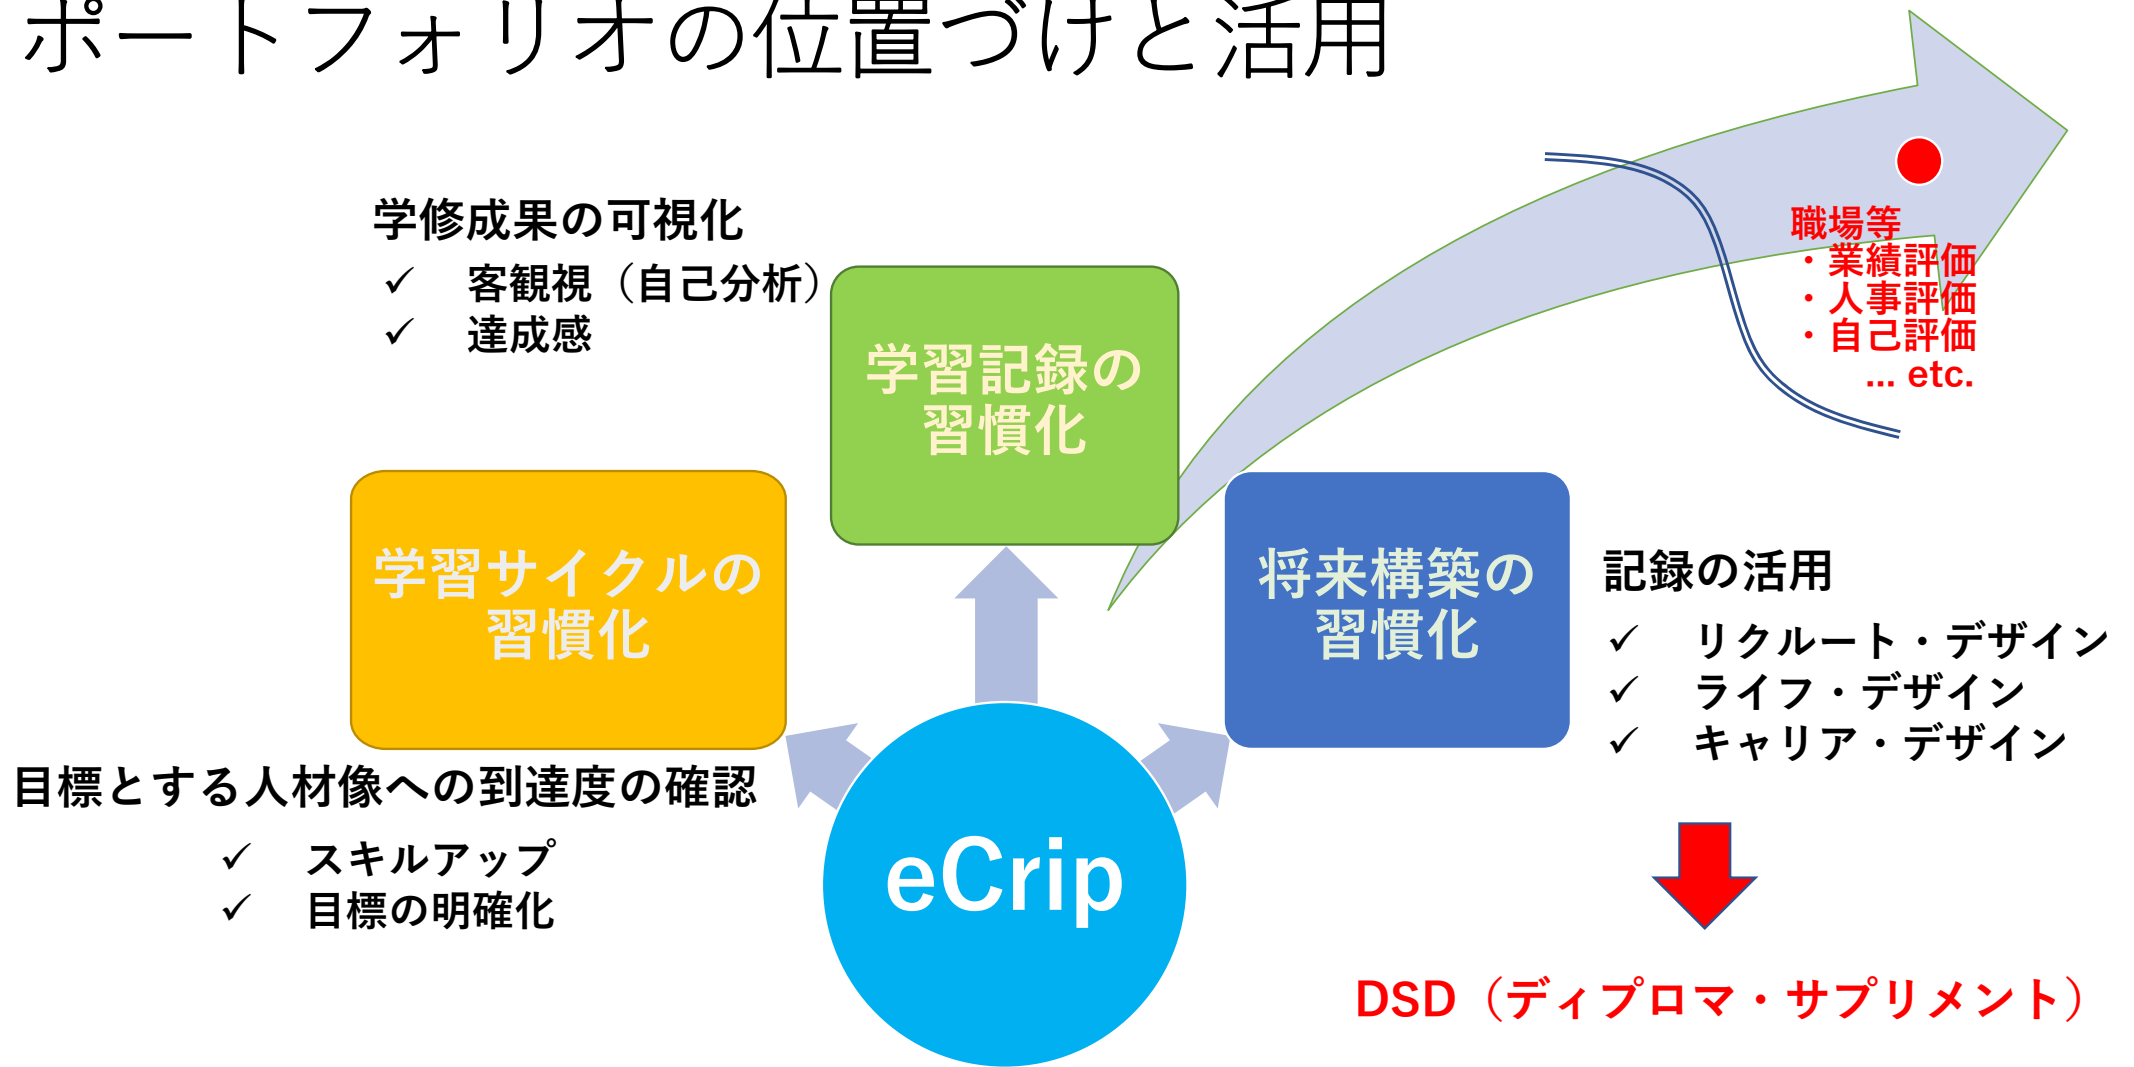 ポートフォリオの位置づけと活用
学修成果の可視化
✓ 客観視（自己分析）
✓ 達成感
学習記録の
習慣化
職場等
・業績評価
・人事評価
・自己評価
... etc.
学習サイクルの
習慣化
将来構築の
習慣化
記録の活用
✓ リクルート・デザイン
✓ ライフ・デザイン
✓ キャリア・デザイン
目標とする人材像への到達度の確認
✓ スキルアップ
✓ 目標の明確化
eCrip
DSD（ディプロマ・サプリメント）